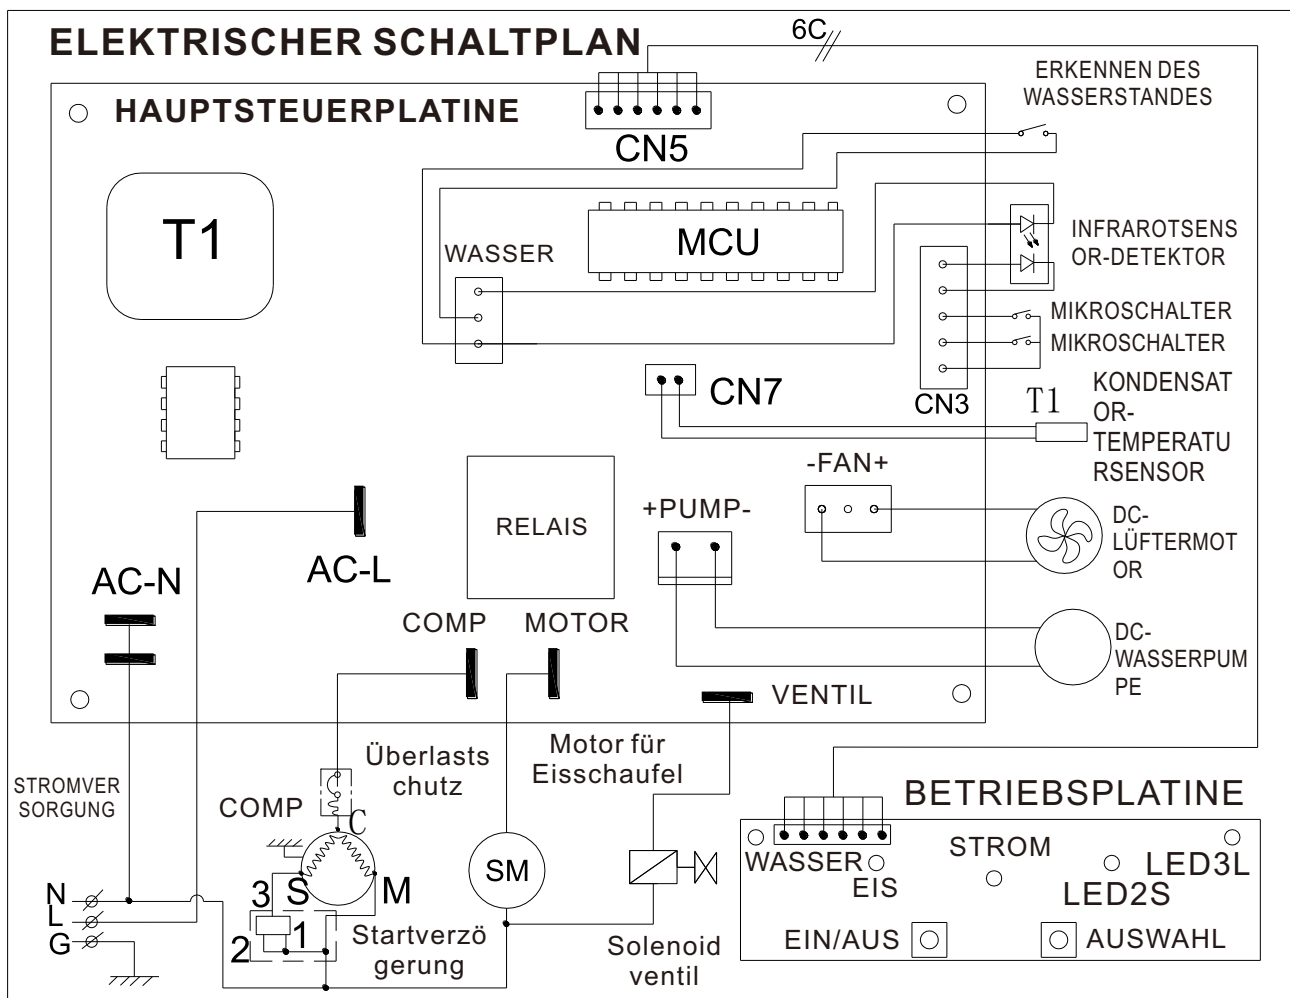 ELEKTRISCHER SCHALTPLAN
6C
ERKENNEN DES
WASSERSTANDES
HAUPTSTEUERPLATINE
CN5
T1
MCU
WASSER
INFRAROTSENS
OR-DETEKTOR
MIKROSCHALTER
MIKROSCHALTER
CN7
CN3
T1
KONDENSAT
OR-
TEMPERATU
RSENSOR
-FAN+
+PUMP-
RELAIS
DC-
LÜFTERMOT
OR
AC-N
AC-L
COMP
MOTOR
DC-
WASSERPUM
PE
VENTIL
Überlasts
chutz
Motor für
Eisschaufel
STROMVER
SORGUNG
COMP
C
BETRIEBSPLATINE
S
M
SM
3
1
2
N
L
G
Startverzö
gerung
Solenoid
ventil
WASSER
EIS
STROM
LED2S
LED3L
EIN/AUS
AUSWAHL